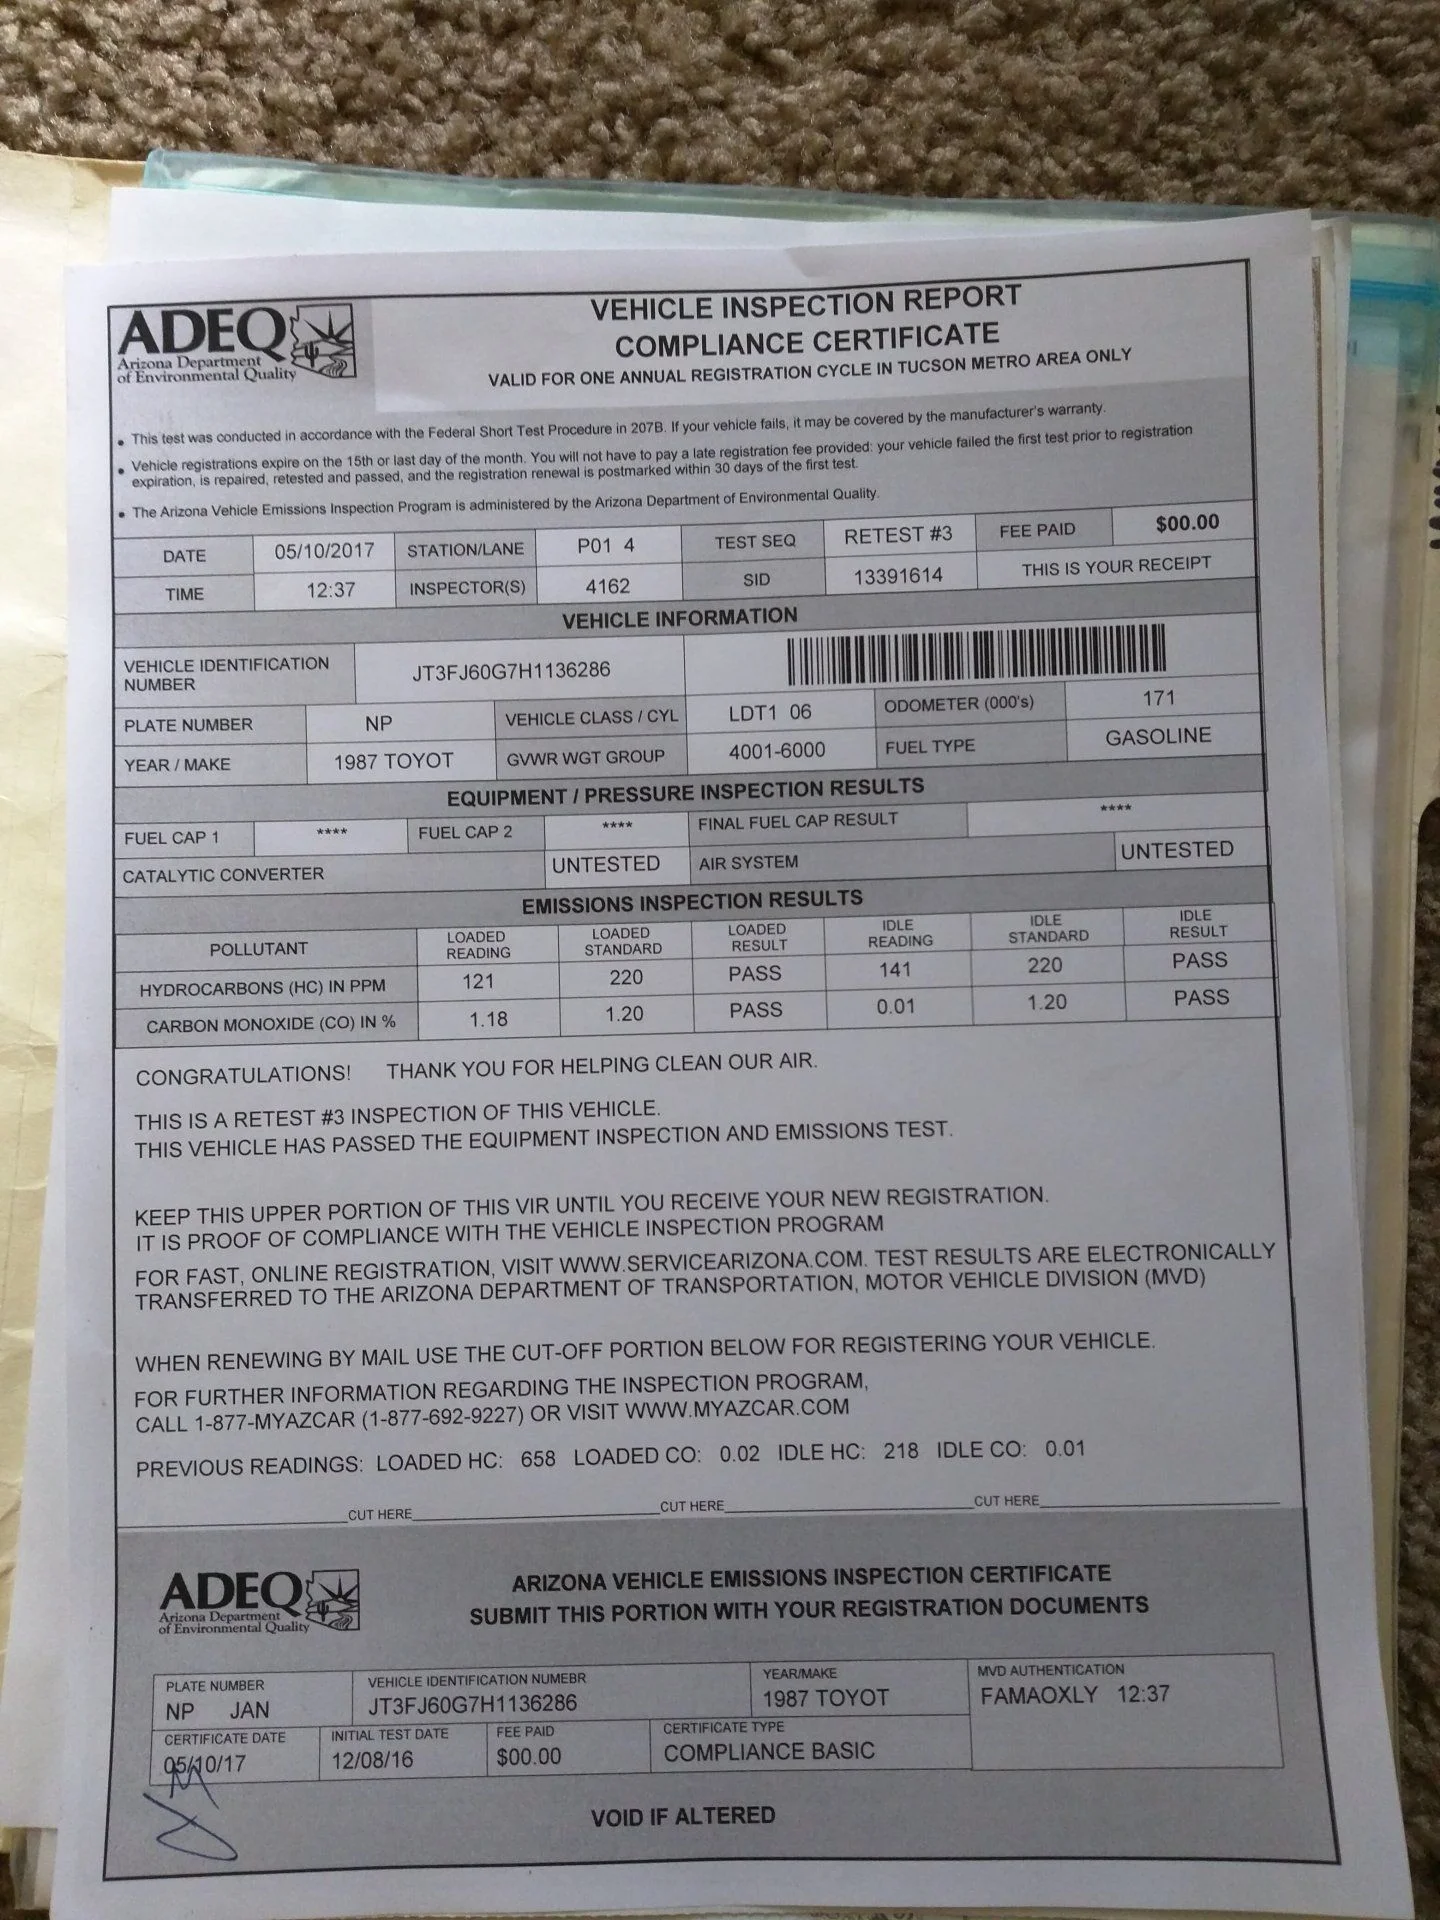 ADEQ
Arizona Department
of Environmental Quality
VEHICLE INSPECTION REPORT
COMPLIANCE CERTIFICATE
VALID FOR ONE ANNUAL REGISTRATION CYCLE IN TUCSON METRO AREA ONLY
• This test was conducted in accordance with the Federal Short Test Procedure in 207B. If your vehicle fails, it may be covered by the manufacturer's warranty.
• Vehicle registrations expire on the 15th or last day of the month. You will not have to pay a late registration fee provided: your vehicle failed the first test prior to registration
expiration, is repaired, retested and passed, and the registration renewal is postmarked within 30 days of the first test.
• The Arizona Vehicle Emissions Inspection Program is administered by the Arizona Department of Environmental Quality.
DATE 05/10/2017 STATION/LANE P01 4 TEST SEQ RETEST #3 FEE PAID $00.00
TIME 12:37 INSPECTOR(S) 4162 SID 13391614 THIS IS YOUR RECEIPT
VEHICLE INFORMATION
VEHICLE IDENTIFICATION
NUMBER JT3FJ60G7H1136286
PLATE NUMBER NP VEHICLE CLASS / CYL LDT1 06 ODOMETER (000's) 171
YEAR / MAKE 1987 TOYOT GVWR WGT GROUP 4001-6000 FUEL TYPE GASOLINE
EQUIPMENT / PRESSURE INSPECTION RESULTS
FUEL CAP 1 **** FUEL CAP 2 **** FINAL FUEL CAP RESULT ****
CATALYTIC CONVERTER UNTESTED AIR SYSTEM UNTESTED
EMISSIONS INSPECTION RESULTS
POLLUTANT LOADED READING LOADED STANDARD LOADED RESULT IDLE READING IDLE STANDARD IDLE RESULT
HYDROCARBONS (HC) IN PPM 121 220 PASS 141 220 PASS
CARBON MONOXIDE (CO) IN % 1.18 1.20 PASS 0.01 1.20 PASS
CONGRATULATIONS! THANK YOU FOR HELPING CLEAN OUR AIR.
THIS IS A RETEST #3 INSPECTION OF THIS VEHICLE.
THIS VEHICLE HAS PASSED THE EQUIPMENT INSPECTION AND EMISSIONS TEST.
KEEP THIS UPPER PORTION OF THIS VIR UNTIL YOU RECEIVE YOUR NEW REGISTRATION.
IT IS PROOF OF COMPLIANCE WITH THE VEHICLE INSPECTION PROGRAM
FOR FAST, ONLINE REGISTRATION, VISIT WWW.SERVICEARIZONA.COM. TEST RESULTS ARE ELECTRONICALLY
TRANSFERRED TO THE ARIZONA DEPARTMENT OF TRANSPORTATION, MOTOR VEHICLE DIVISION (MVD)
WHEN RENEWING BY MAIL USE THE CUT-OFF PORTION BELOW FOR REGISTERING YOUR VEHICLE.
FOR FURTHER INFORMATION REGARDING THE INSPECTION PROGRAM,
CALL 1-877-MYAZCAR (1-877-692-9227) OR VISIT WWW.MYAZCAR.COM
PREVIOUS READINGS: LOADED HC: 658 LOADED CO: 0.02 IDLE HC: 218 IDLE CO: 0.01
CUT HERE CUT HERE CUT HERE
ADEQ
Arizona Department
of Environmental Quality
ARIZONA VEHICLE EMISSIONS INSPECTION CERTIFICATE
SUBMIT THIS PORTION WITH YOUR REGISTRATION DOCUMENTS
PLATE NUMBER VEHICLE IDENTIFICATION NUMEBR YEAR/MAKE MVD AUTHENTICATION
NP JAN JT3FJ60G7H1136286 1987 TOYOT FAMAOXLY 12:37
CERTIFICATE DATE INITIAL TEST DATE FEE PAID CERTIFICATE TYPE
05/10/17 12/08/16 $00.00 COMPLIANCE BASIC
VOID IF ALTERED